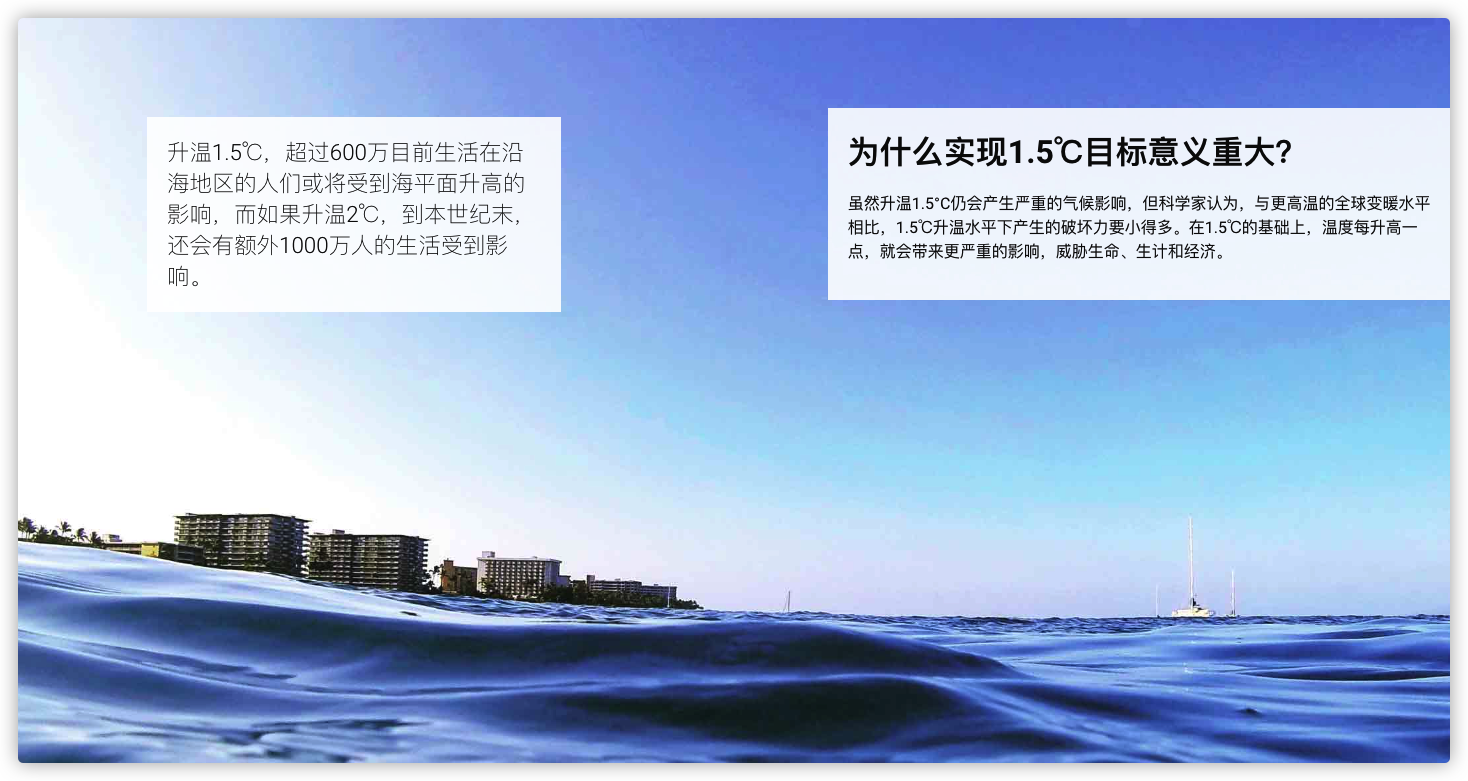 升温1.5℃，超过600万目前生活在沿
海地区的人们或将受到海平面升高的
影响，而如果升温2℃，到本世纪末，
还会有额外1000万人的生活受到影
响。
为什么实现1.5℃目标意义重大?
虽然升温1.5°C仍会产生严重的气候影响，但科学家认为，与更高温的全球变暖水平
相比，1.5℃升温水平下产生的破坏力要小得多。在1.5℃的基础上，温度每升高一
点，就会带来更严重的影响，威胁生命、生计和经济。